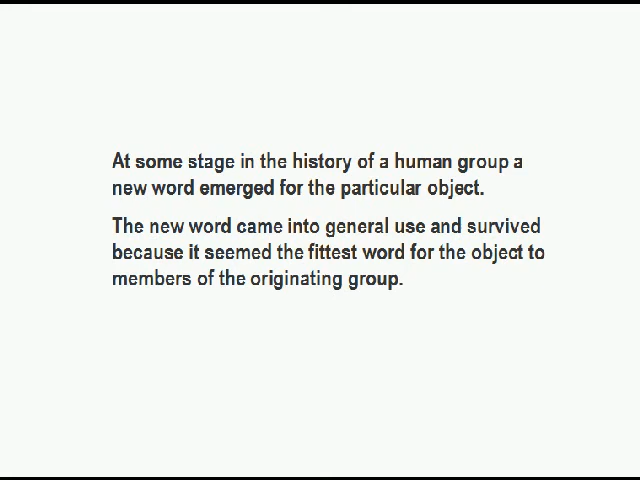 At some stage in the history of a human group a
new word emerged for the particular object.
The new word came into general use and survived
because it seemed the fittest word for the object to
members of the originating group.